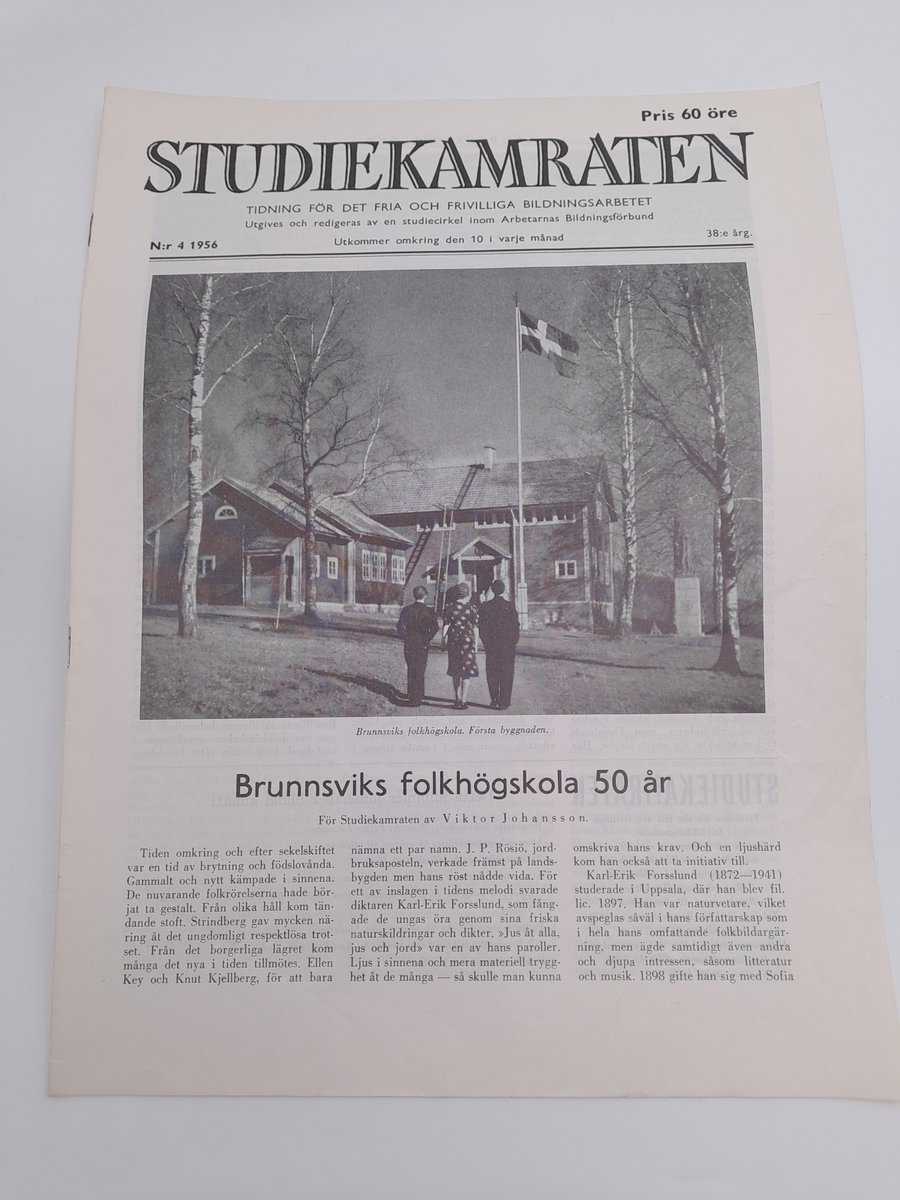 Pris 60 öre
STUDIEKAMRATEN
TIDNING FÖR DET FRIA OCH FRIVILLIGA BILDNINGSARBETET
Utgives och redigeras av en studiecirkel inom Arbetarnas Bildningsförbund
N:r 4 1956
Utkommer omkring den 10 i varje månad
38:e årg.
Brunnsviks folkhögskola. Första byggnaden.
Brunnsviks folkhögskola 50 år
För Studiekamraten av Viktor Johansson.
Tiden omkring och efter sekelskiftet
var en tid av brytning och födslovånda.
Gammalt och nytt kämpade i sinnena.
De nuvarande folkrörelserna hade bör-
jat ta gestalt. Från olika håll kom tän-
dande stoft. Strindberg gav mycken nä-
ring åt det ungdomligt respektlösa trot-
set. Från det borgerliga lägret kom
många det nya i tiden tillmötes. Ellen
Key och Knut Kjellberg, för att bara
nämna ett par namn. J. P. Rösiö, jord-
bruksaposteln, verkade främst på lands-
bygden men hans röst nådde vida. För
ett av inslagen i tidens melodi svarade
diktaren Karl-Erik Forsslund, som fång-
ade de ungas öra genom sina friska
naturskildringar och dikter. »Jus åt alla,
jus och jord» var en av hans paroller.
Ljus i sinnena och mera materiell trygg-
het åt de många — så skulle man kunna
omskriva hans krav. Och en ljushärd
kom han också att ta initiativ till.
Karl-Erik Forsslund (1872—1941)
studerade i Uppsala, där han blev fil.
lic. 1897. Han var naturvetare, vilket
avspeglas såväl i hans författarskap som
i hela hans omfattande folkbildargär-
ning, men ägde samtidigt även andra
och djupa intressen, såsom litteratur
och musik. 1898 gifte han sig med Sofia